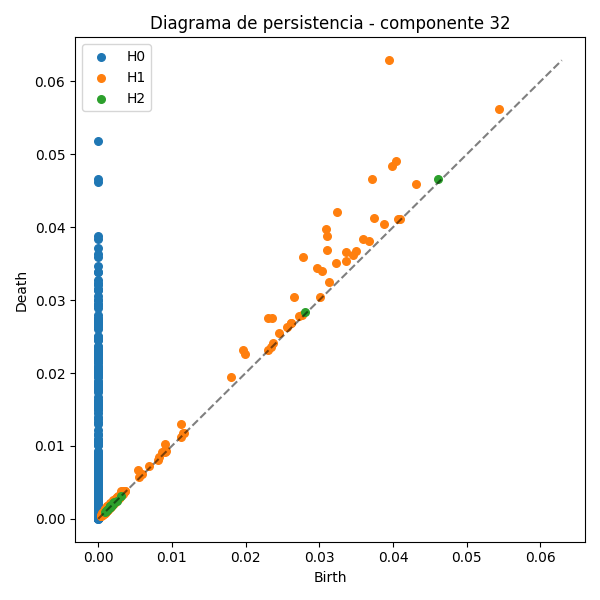 Diagrama de persistencia - componente 32
H0
H1
H2
Death
0.06
0.05
0.04
0.03
0.02
0.01
0.00
0.00 0.01 0.02 0.03 0.04 0.05 0.06
Birth